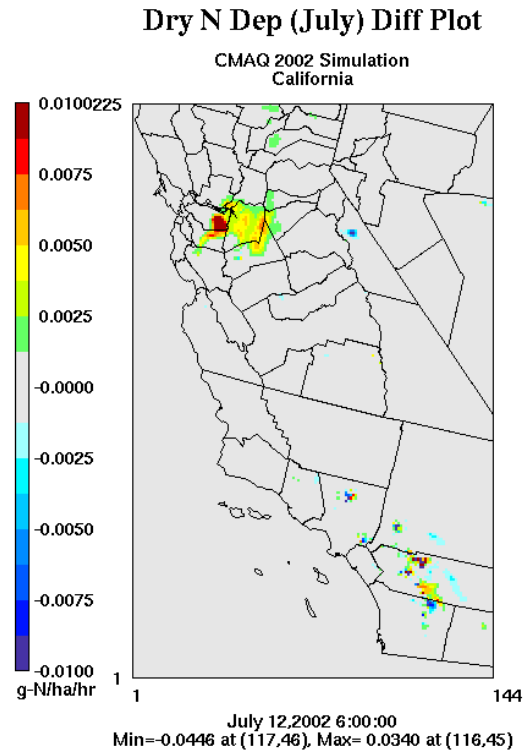 Dry N Dep (July) Diff Plot
CMAQ 2002 Simulation
California
0.0100
225
0.0075
0.0050
0.0025
-0.0000
-0.0025
-0.0050
-0.0075
-0.0100
g-N/ha/hr
1
1
144
July 12,2002 6:00:00
Min=-0.0446 at (117,46), Max= 0.0340 at (116,45)